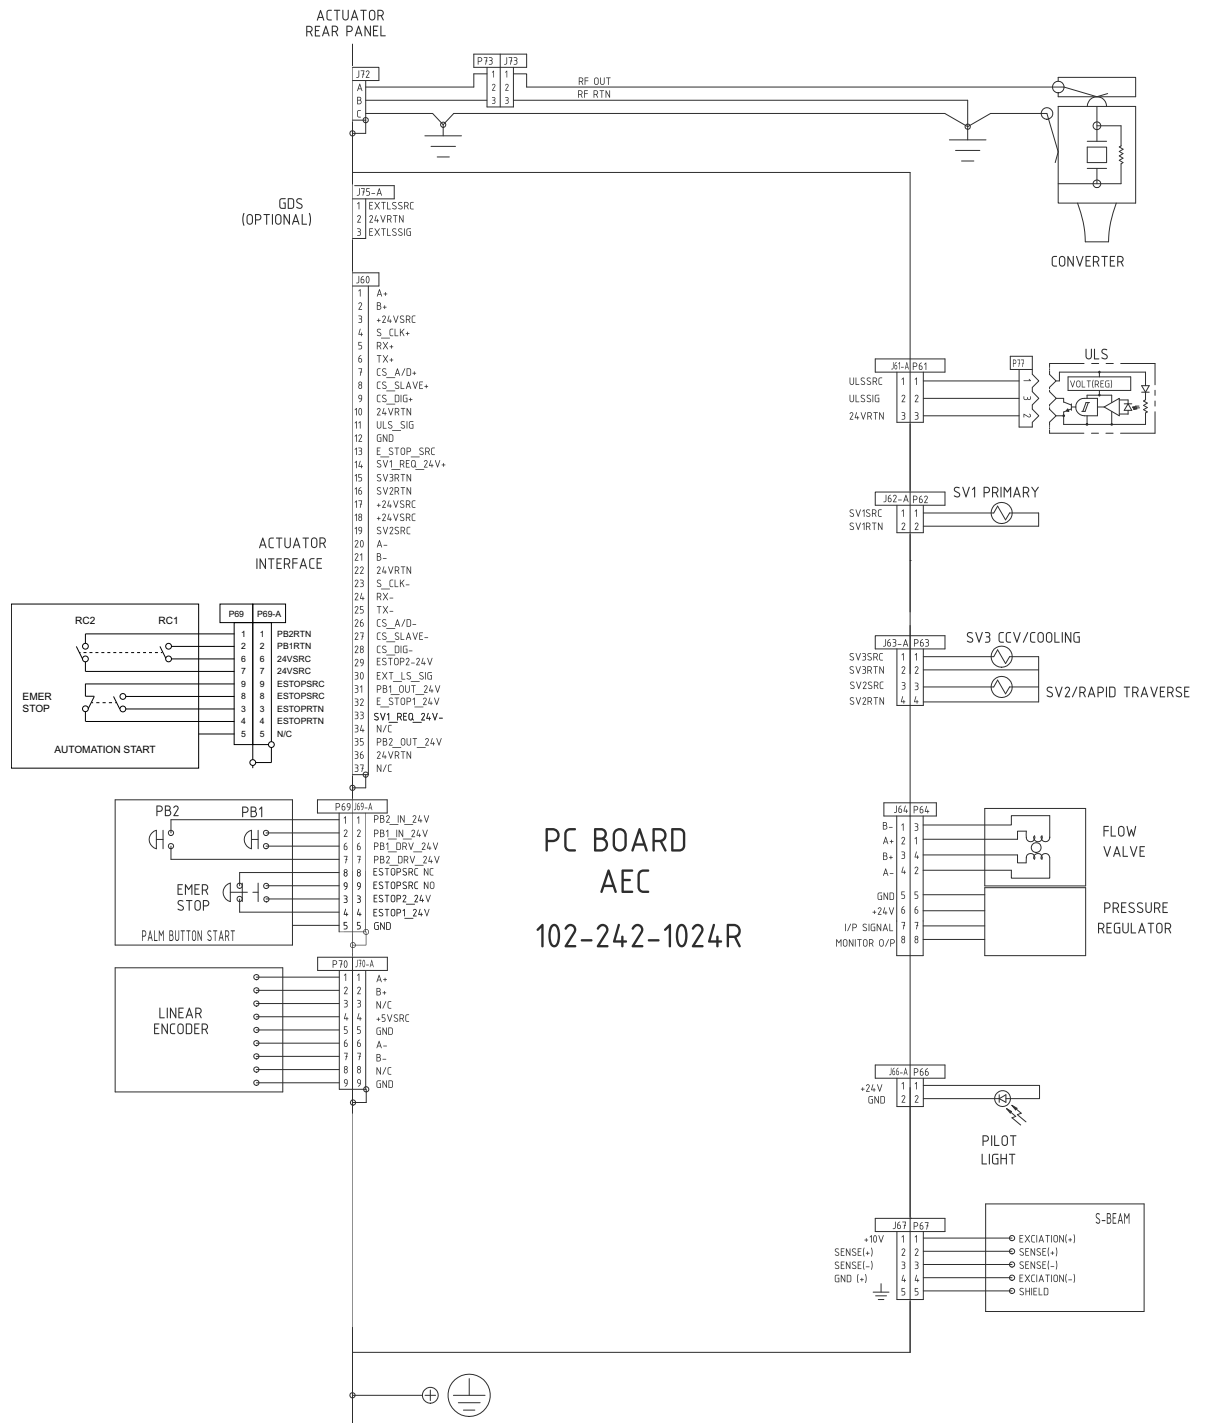 ACTUATOR
REAR PANEL
J72
A
B
C
P73 J73
1 1
2 2
3 3
RF OUT
RF RTN
CONVERTER
GDS
(OPTIONAL)
J75-A
1 EXTLSSRC
2 24VRTN
3 EXTLSSIG
ACTUATOR
INTERFACE
J60
1 A+
2 B+
3 +24VSRC
4 S_CLK+
5 RX+
6 TX+
7 CS_A/D+
8 CS_SLAVE+
9 CS_DIG+
10 24VRTN
11 ULS_SIG
12 GND
13 E_STOP_SRC
14 SV1_REQ_24V+
15 SV3RTN
16 SV2RTN
17 +24VSRC
18 +24VSRC
19 SV2SRC
20 A-
21 B-
22 24VRTN
23 S_CLK-
24 RX-
25 TX-
26 CS_A/D-
27 CS_SLAVE-
28 CS_DIG-
29 ESTOP2-24V
30 EXT_LS_SIG
31 PB1_OUT_24V
32 E_STOP1_24V
33 SV1_REQ_24V-
34 N/C
35 PB2_OUT_24V
36 24VRTN
37 N/C
RC2 RC1
EMER
STOP
AUTOMATION START
P69 P69-A
1 1 PB2RTN
2 2 PB1RTN
6 6 24VSRC
7 7 24VSRC
9 9 ESTOPSRC
8 8 ESTOPSRC
3 3 ESTOPRTN
4 4 ESTOPRTN
5 5 N/C
PB2 PB1
EMER
STOP
PALM BUTTON START
P69 J69-A
1 1 PB2_IN_24V
2 2 PB1_IN_24V
6 6 PB1_DRV_24V
7 7 PB2_DRV_24V
8 8 ESTOPSRC NC
9 9 ESTOPSRC NO
3 3 ESTOP2_24V
4 4 ESTOP1_24V
5 5 GND
LINEAR
ENCODER
P70 J70-A
1 1 A+
2 2 B+
3 3 N/C
4 4 +5VSRC
5 5 GND
6 6 A-
7 7 B-
8 8 N/C
9 9 GND
PC BOARD
AEC
102-242-1024R
J61-A P61
ULSSRC 1 1
ULSSIG 2 2
24VRTN 3 3
P77
1
3
2
ULS
VOLT(REG)
J62-A P62
SV1SRC 1 1
SV1RTN 2 2
SV1 PRIMARY
J63-A P63
SV3SRC 1 1
SV3RTN 2 2
SV2SRC 3 3
SV2RTN 4 4
SV3 CCV/COOLING
SV2/RAPID TRAVERSE
J64 P64
B- 1 3
A+ 2 1
B+ 3 4
A- 4 2
GND 5 5
+24V 6 6
I/P SIGNAL 7 7
MONITOR O/P 8 8
FLOW
VALVE
PRESSURE
REGULATOR
J66-A P66
+24V 1 1
GND 2 2
PILOT
LIGHT
J67 P67
+10V 1 1
SENSE(+) 2 2
SENSE(-) 3 3
GND (+) 4 4
5 5
S-BEAM
EXCIATION(+)
SENSE(+)
SENSE(-)
EXCIATION(-)
SHIELD